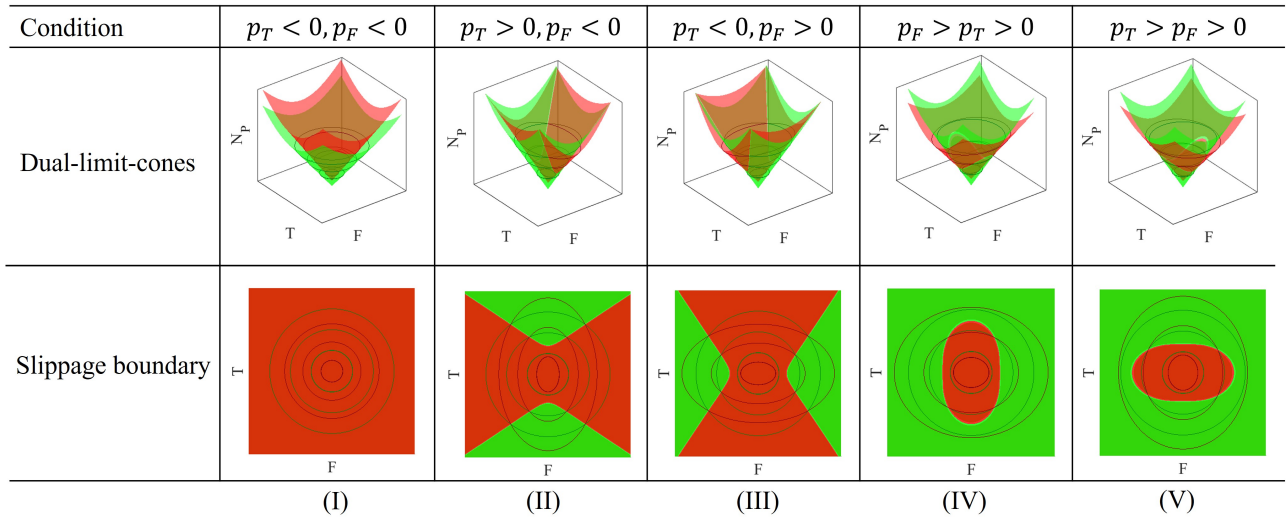 Condition
p_T < 0, p_F < 0
p_T > 0, p_F < 0
p_T < 0, p_F > 0
p_F > p_T > 0
p_T > p_F > 0
Dual-limit-cones
N_P
T
F
N_P
T
F
N_P
T
F
N_P
T
F
N_P
T
F
Slippage boundary
T
F
T
F
T
F
T
F
T
F
(I)
(II)
(III)
(IV)
(V)